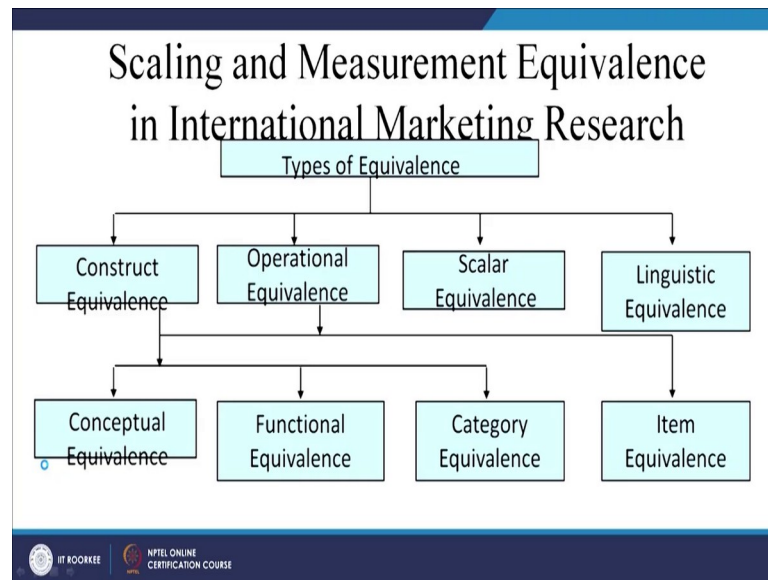 Scaling and Measurement Equivalence
in International Marketing Research
Types of Equivalence
Construct
Equivalence
Operational
Equivalence
Scalar
Equivalence
Linguistic
Equivalence
Conceptual
Equivalence
Functional
Equivalence
Category
Equivalence
Item
Equivalence
IIT ROORKEE
NPTEL
NPTEL ONLINE
CERTIFICATION COURSE